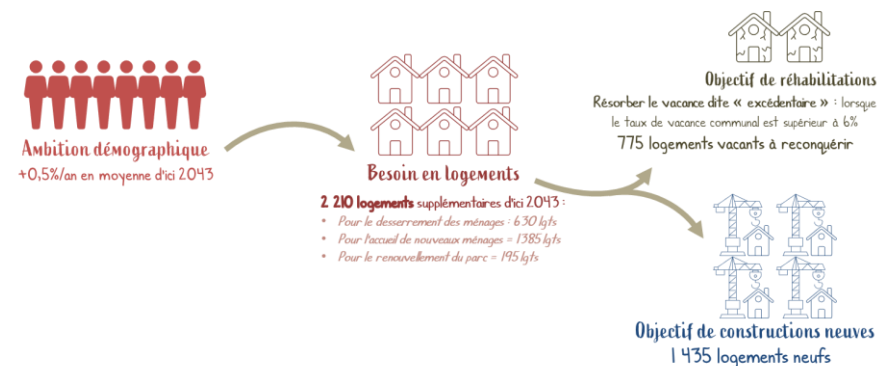 Ambition démographique
+0,5%/an en moyenne d'ici 2043
Besoin en logements
2 210 logements supplémentaires d'ici 2043 :
• Pour le desserrement des ménages : 630 lgts
• Pour l'accueil de nouveaux ménages = 1385 lgts
• Pour le renouvellement du parc = 195 lgts
Objectif de réhabilitations
Résorber le vacance dite « excédentaire » : lorsque
le taux de vacance communal est supérieur à 6%
775 logements vacants à reconquérir
Objectif de constructions neuves
1 435 logements neufs